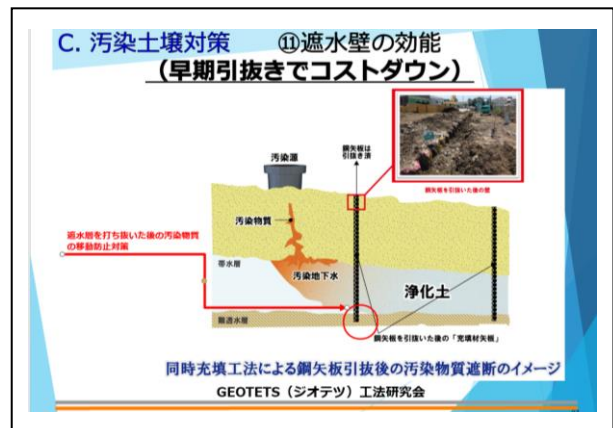 C. 汚染土壌対策 ⑪遮水壁の効能
(早期引抜きでコストダウン)
鋼矢板は
引抜き済
汚染源
鋼矢板を引抜いた後の壁
汚染物質
遮水層を打ち抜いた後の汚染物質
の移動防止対策
帯水層
汚染地下水
浄化土
難透水層
鋼矢板を引抜いた後の「充填材矢板」
同時充填工法による鋼矢板引抜後の汚染物質遮断のイメージ
GEOTETS(ジオテツ)工法研究会